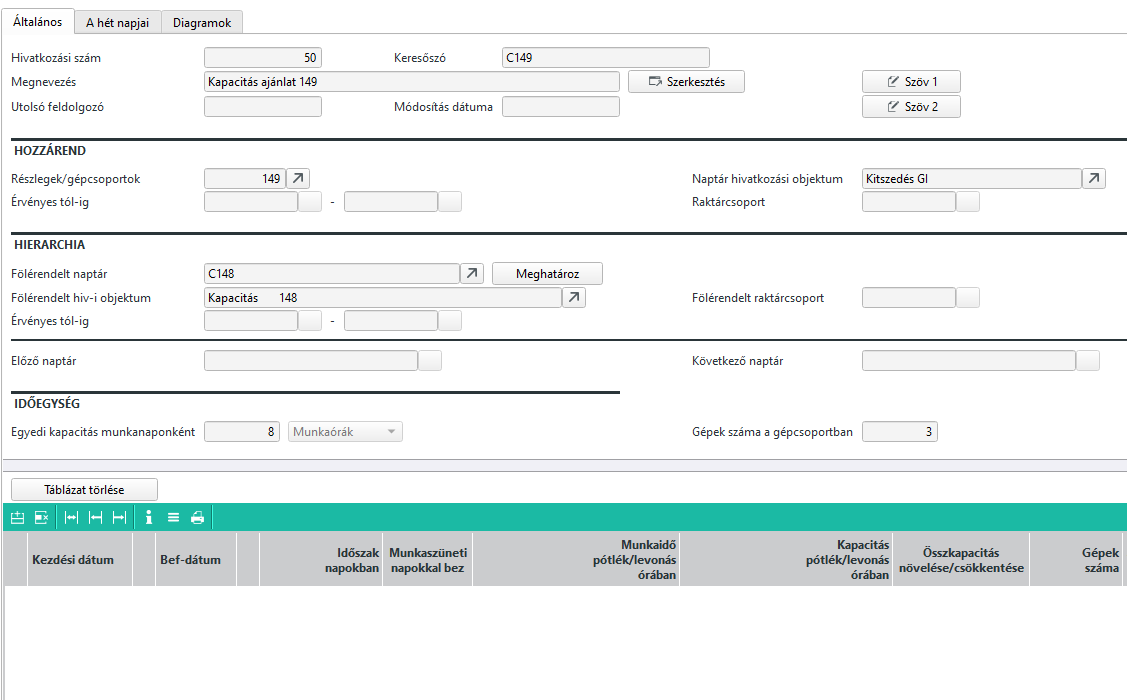 Általános A hét napjai Diagramok
Hivatkozási szám 50 Keresőszó C149
Megnevezés Kapacitás ajánlat 149 Szerkesztés Szöv 1
Utolsó feldolgozó Módosítás dátuma Szöv 2
HOZZÁREND
Részlegek/gépcsoportok 149 Naptár hivatkozási objektum Kitszedés GI
Érvényes tól-ig - Raktárcsoport
HIERARCHIA
Fölérendelt naptár C148 Meghatároz
Fölérendelt hiv-i objektum Kapacitás 148 Fölérendelt raktárcsoport
Érvényes tól-ig -
Előző naptár Következő naptár
IDŐEGYSÉG
Egyedi kapacitás munkanaponként 8 Munkaórák Gépek száma a gépcsoportban 3
Táblázat törlése
Kezdési dátum Bef-dátum Időszak napokban Munkaszüneti napokkal bez Munkaidő pótlék/levonás órában Kapacitás pótlék/levonás órában Összkapacitás növelése/csökkentése Gépek száma